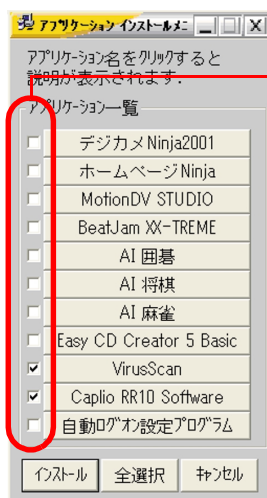 アプリケーション インストールメニ
アプリケーション名をクリックすると
説明が表示されます.
アプリケーション一覧
デジカメNinja2001
ホームページNinja
MotionDV STUDIO
BeatJam XX-TREME
AI 囲碁
AI 将棋
AI 麻雀
Easy CD Creator 5 Basic
VirusScan
Caplio RR10 Software
自動ログオン設定プログラム
インストール 全選択 キャンセル